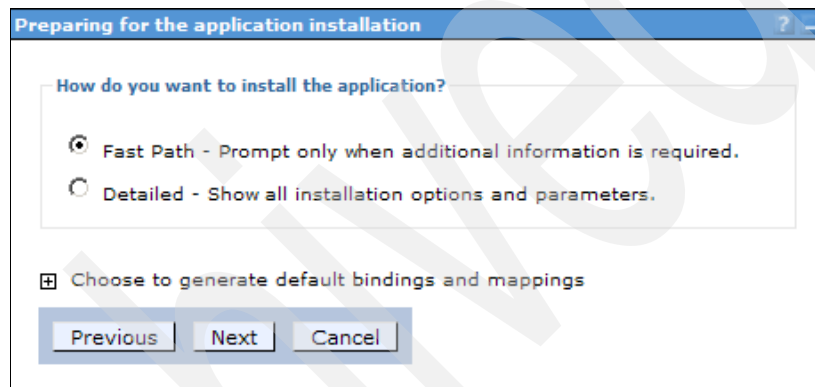 Preparing for the application installation ?
How do you want to install the application?
Fast Path - Prompt only when additional information is required.
Detailed - Show all installation options and parameters.
Choose to generate default bindings and mappings
Previous Next Cancel